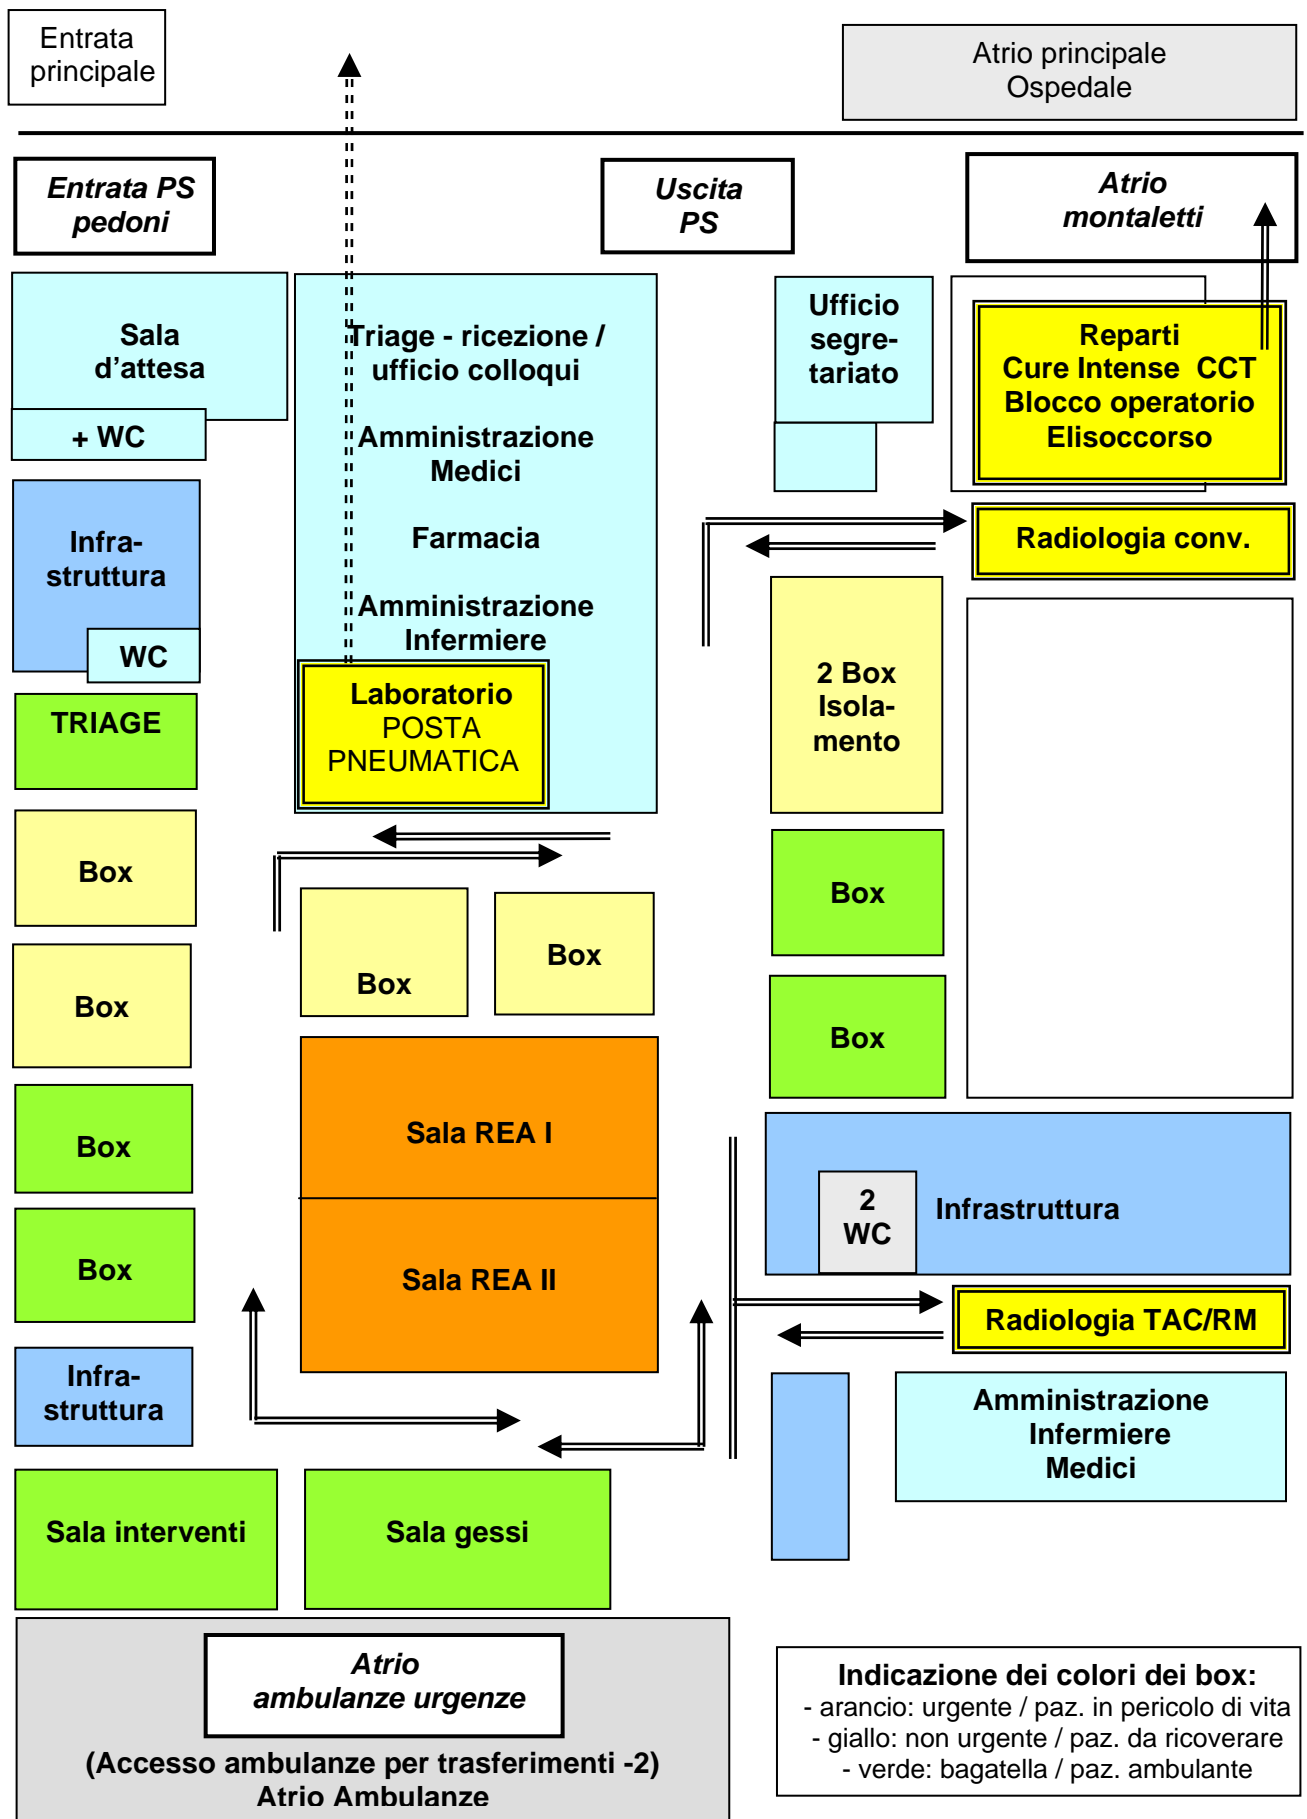 Entrata
principale
Atrio principale
Ospedale
Entrata PS
pedoni
Uscita
PS
Atrio
montaletti
Sala
d'attesa
+ WC
Triage - ricezione /
ufficio colloqui
Amministrazione
Medici
Farmacia
Amministrazione
Infermiere
Laboratorio
POSTA
PNEUMATICA
Ufficio
segre-
tariato
Reparti
Cure Intense CCT
Blocco operatorio
Elisoccorso
Radiologia conv.
Infra-
struttura
WC
TRIAGE
2 Box
Isola-
mento
Box
Box
Box
Box
Box
Box
Box
Box
Sala REA I
Sala REA II
2
WC
Infrastruttura
Radiologia TAC/RM
Infra-
struttura
Amministrazione
Infermiere
Medici
Sala interventi
Sala gessi
Atrio
ambulanze urgenze
(Accesso ambulanze per trasferimenti -2)
Atrio Ambulanze
Indicazione dei colori dei box:
- arancio: urgente / paz. in pericolo di vita
- giallo: non urgente / paz. da ricoverare
- verde: bagatella / paz. ambulante